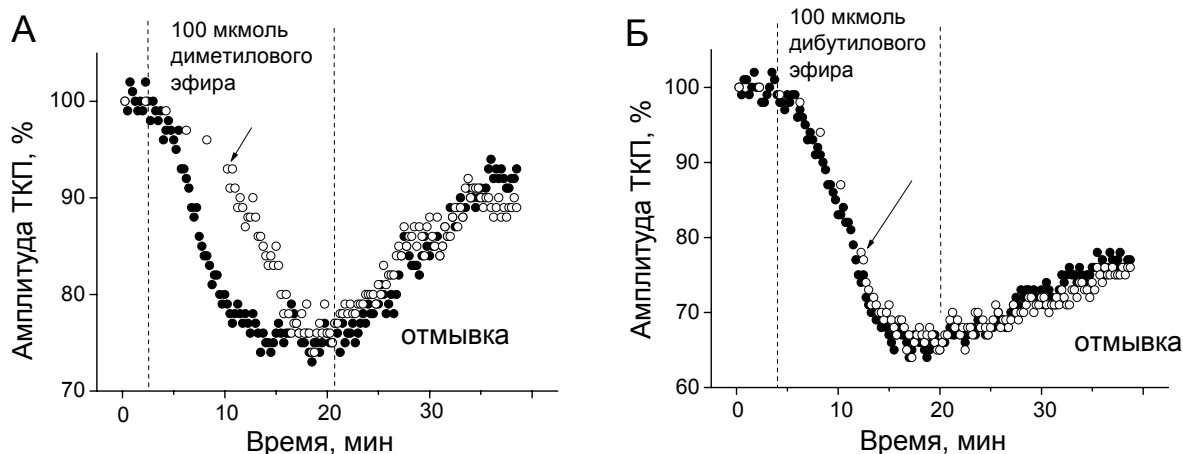 А
100 мкмоль
диметилового
эфира
Амплитуда ТКП, %
100
90
80
70
0
10
20
30
отмывка
Время, мин
Б
100 мкмоль
дибутилового
эфира
Амплитуда ТКП, %
100
90
80
70
60
0
10
20
30
отмывка
Время, мин